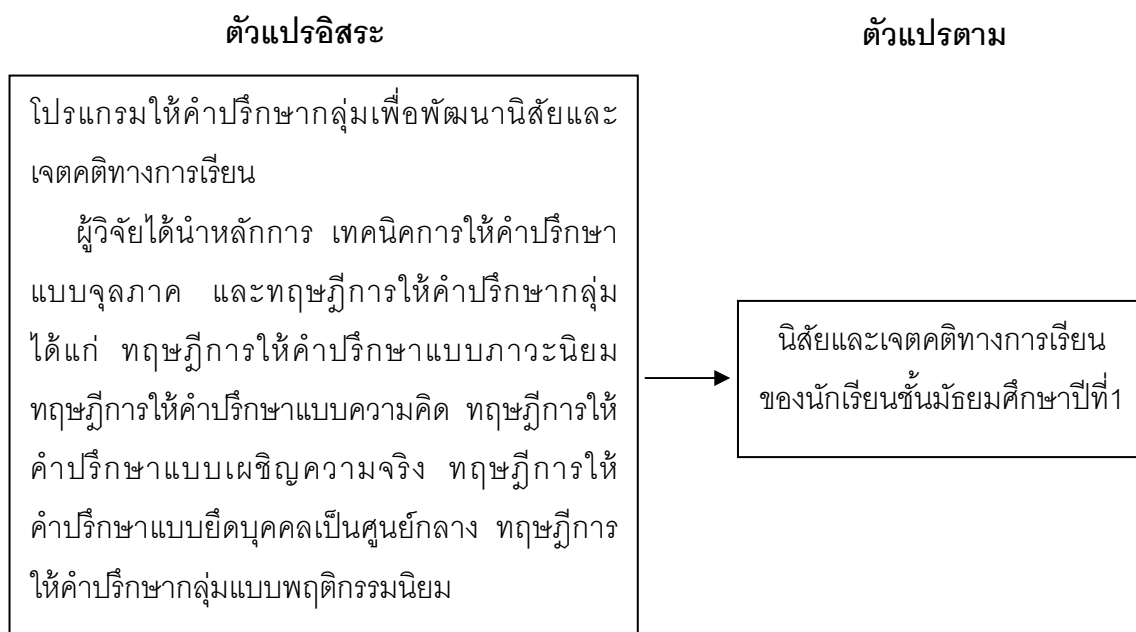 ตัวแปรอิสระ
ตัวแปรตาม
โปรแกรมให้คำปรึกษากลุ่มเพื่อพัฒนานิสัยและ
เจตคติทางการเรียน
ผู้วิจัยได้นำหลักการ เทคนิคการให้คำปรึกษา
แบบจุลภาค และทฤษฎีการให้คำปรึกษากลุ่ม
ได้แก่ ทฤษฎีการให้คำปรึกษาแบบภาวะนิยม
ทฤษฎีการให้คำปรึกษาแบบความคิด ทฤษฎีการให้
คำปรึกษาแบบเผชิญความจริง ทฤษฎีการให้
คำปรึกษาแบบยึดบุคคลเป็นศูนย์กลาง ทฤษฎีการ
ให้คำปรึกษากลุ่มแบบพฤติกรรมนิยม
นิสัยและเจตคติทางการเรียน
ของนักเรียนชั้นมัธยมศึกษาปีที่1